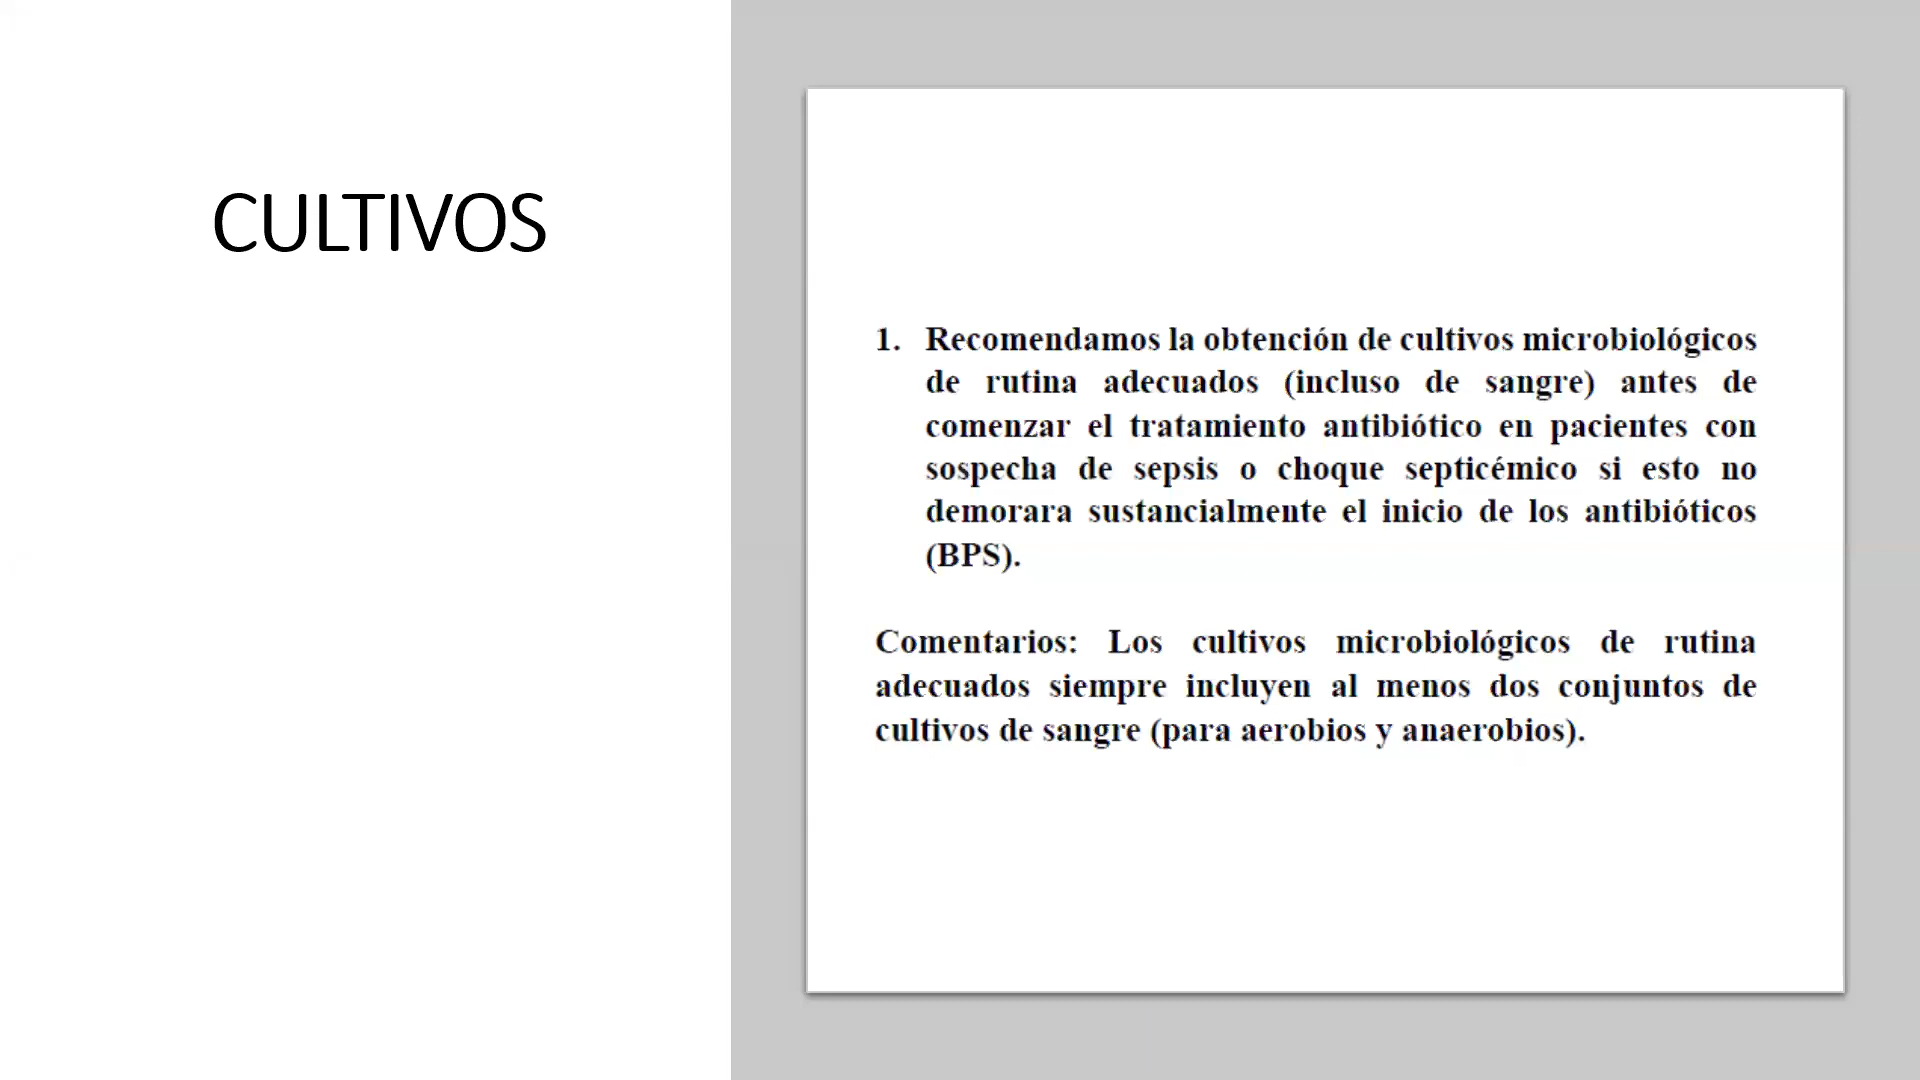 CULTIVOS
1. Recomendamos la obtención de cultivos microbiológicos
de rutina adecuados (incluso de sangre) antes de
comenzar el tratamiento antibiótico en pacientes con
sospecha de sepsis o choque septicémico si esto no
demorara sustancialmente el inicio de los antibióticos
(BPS).
Comentarios: Los cultivos microbiológicos de rutina
adecuados siempre incluyen al menos dos conjuntos de
cultivos de sangre (para aerobios y anaerobios).